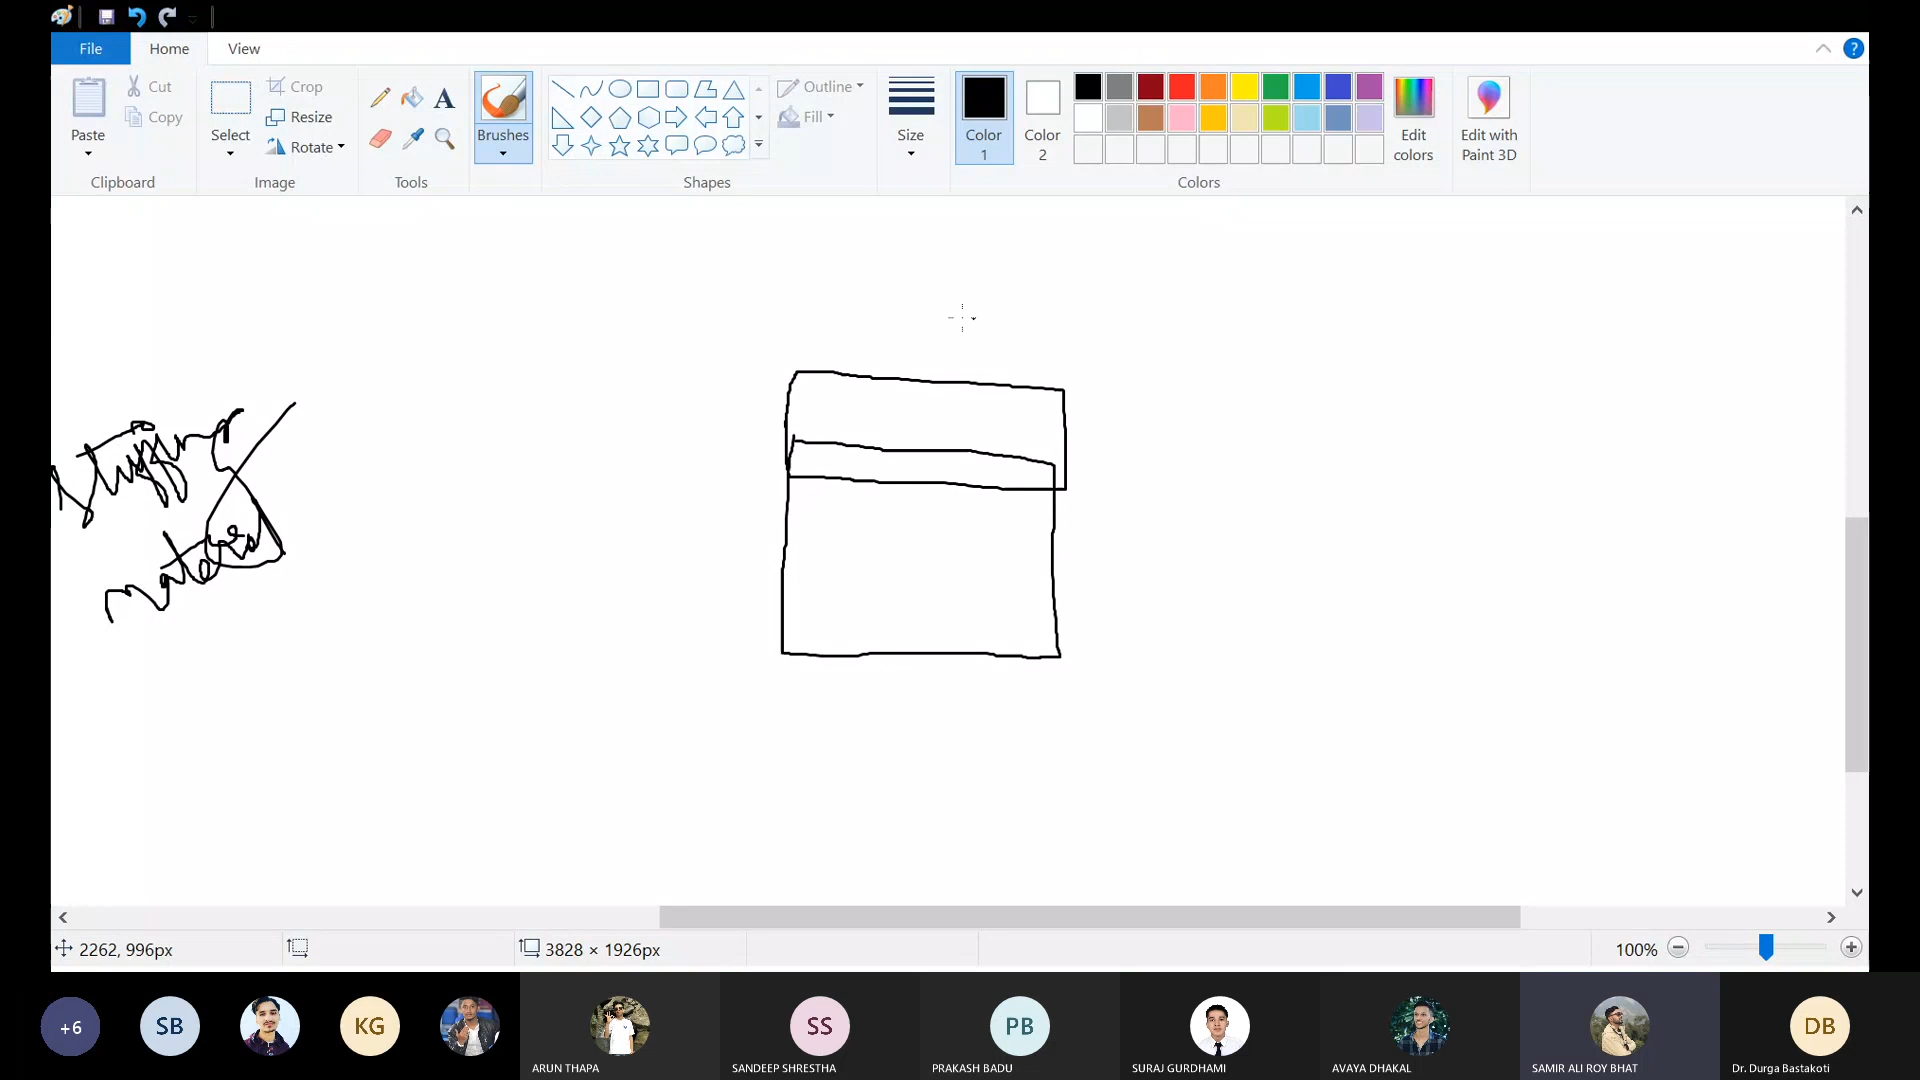 File Home View
Cut
Copy
Paste
Clipboard
Select
Crop
Resize
Rotate
Image
Tools
Brushes
Shapes
Outline
Fill
Size
Color 1
Color 2
Edit colors
Colors
Edit with Paint 3D
material
2262, 996px
3828 × 1926px
100%
+6
SB
KG
ARUN THAPA
SS
SANDEEP SHRESTHA
PB
PRAKASH BADU
SURAJ GURDHAMI
AVAYA DHAKAL
SAMIR ALI ROY BHAT
DB
Dr. Durga Bastakoti